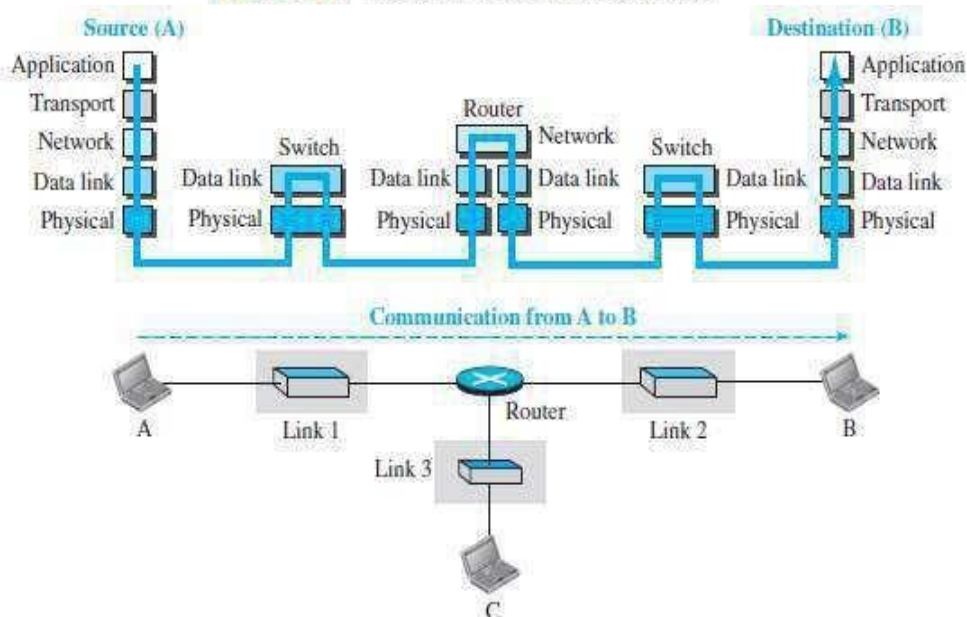 Source (A)
Destination (B)
Application
Application
Transport
Transport
Router
Network
Network
Network
Switch
Switch
Data link
Data link
Data link
Data link
Data link
Data link
Physical
Physical
Physical
Physical
Physical
Physical
Communication from A to B
A
Link 1
Router
Link 2
B
Link 3
C